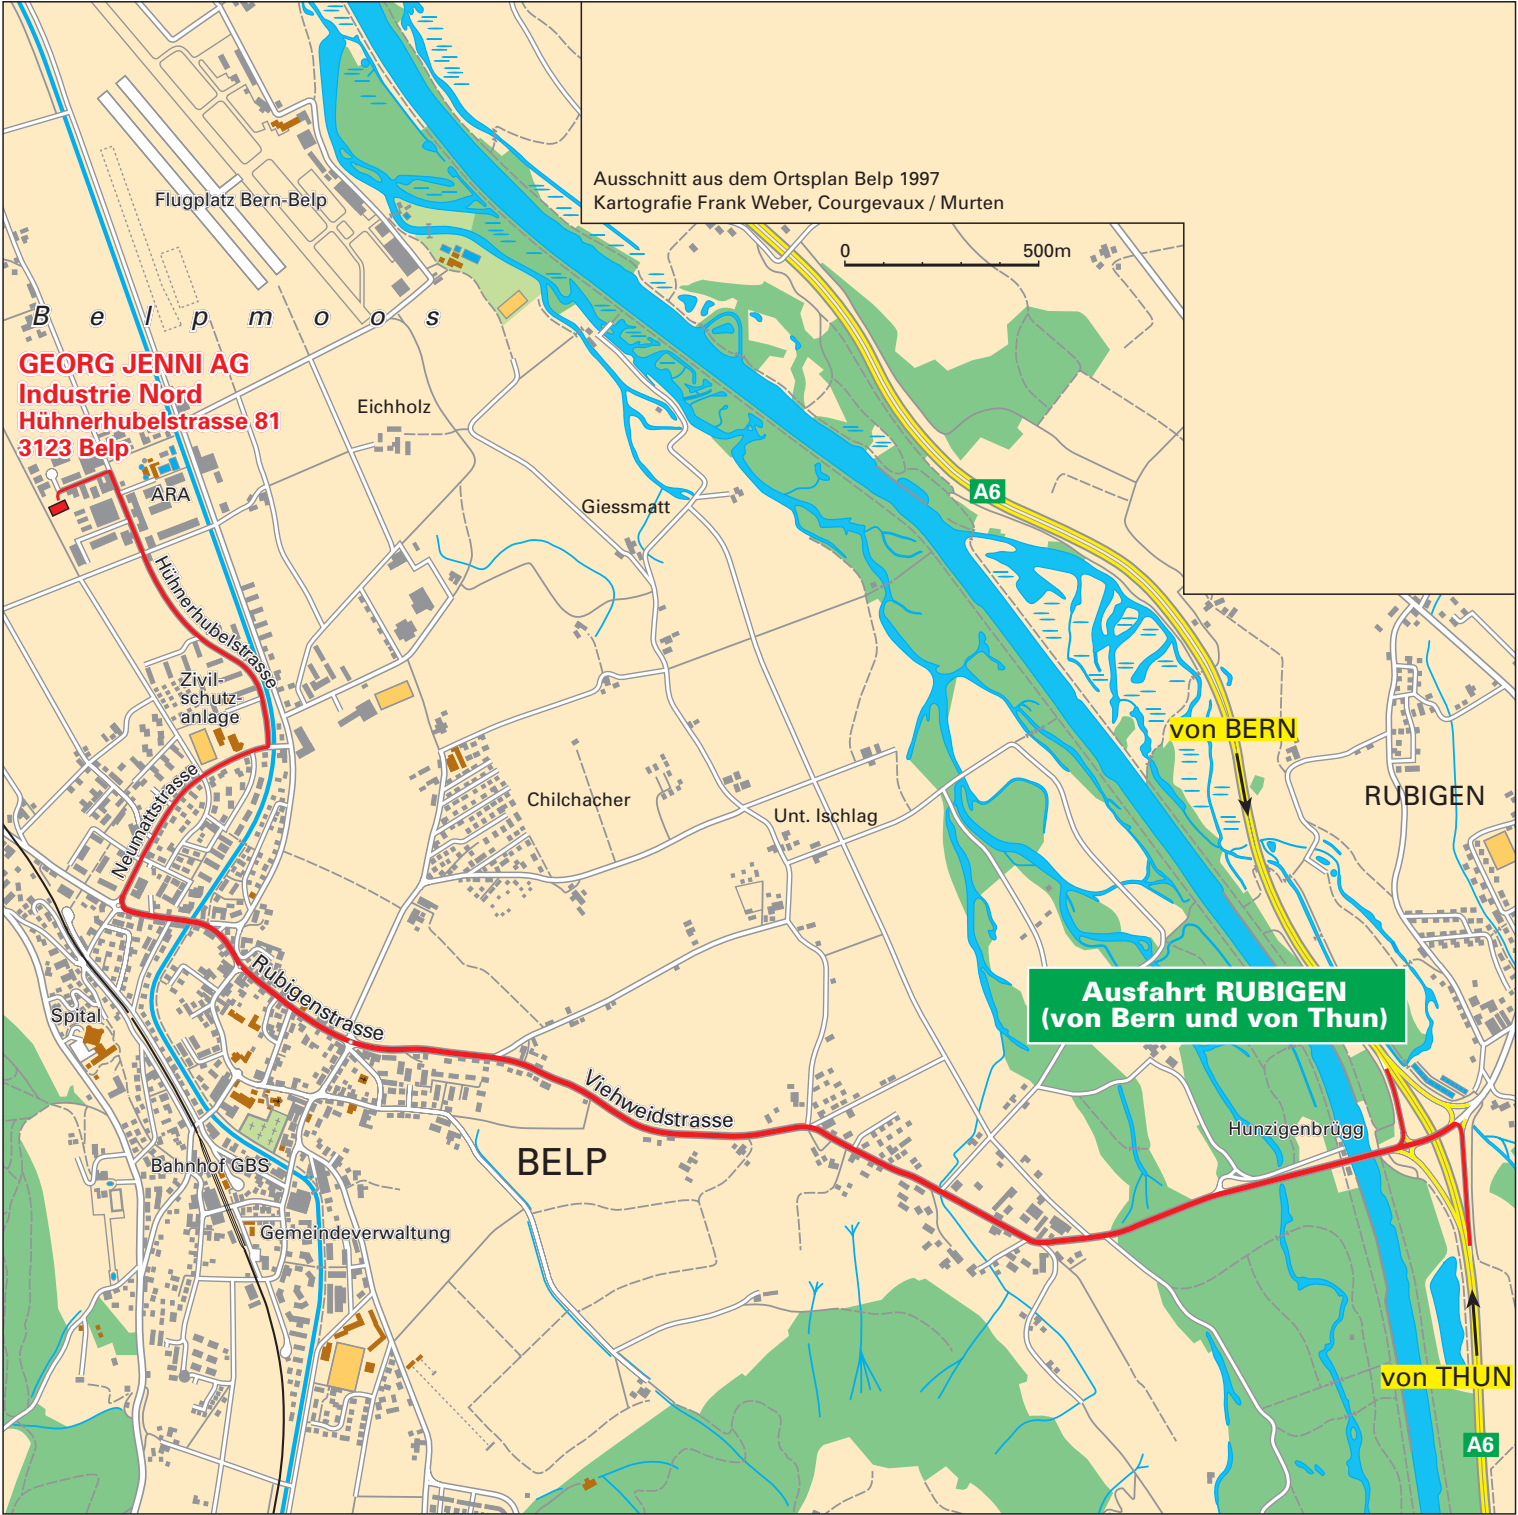 Ausschnitt aus dem Ortsplan Belp 1997
Kartografie Frank Weber, Courgevaux / Murten
0 500m
Flugplatz Bern-Belp
Belpmoos
GEORG JENNI AG
Industrie Nord
Hühnerhubelstrasse 81
3123 Belp
Eichholz
ARA
Giessmatt
A6
Hühnerhubelstrasse
Zivil-
schutz-
anlage
von BERN
RUBIGEN
Neumattstrasse
Chilchacher
Unt. Ischlag
Rubigenstrasse
Ausfahrt RUBIGEN
(von Bern und von Thun)
Spital
Viehweidstrasse
Hunzigenbrügg
BELP
Bahnhof GBS
Gemeindeverwaltung
von THUN
A6